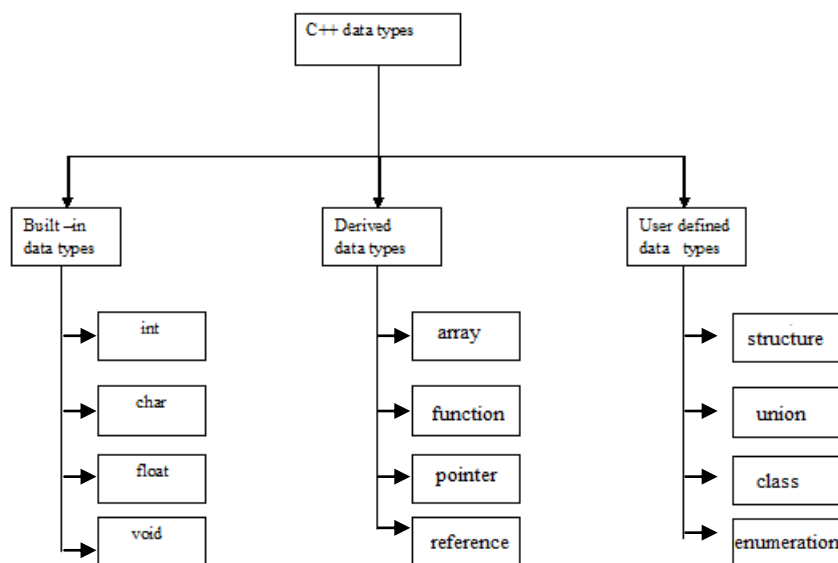 C++ data types
Built –in
data types
Derived
data types
User defined
data types
int
char
float
void
array
function
pointer
reference
structure
union
class
enumeration